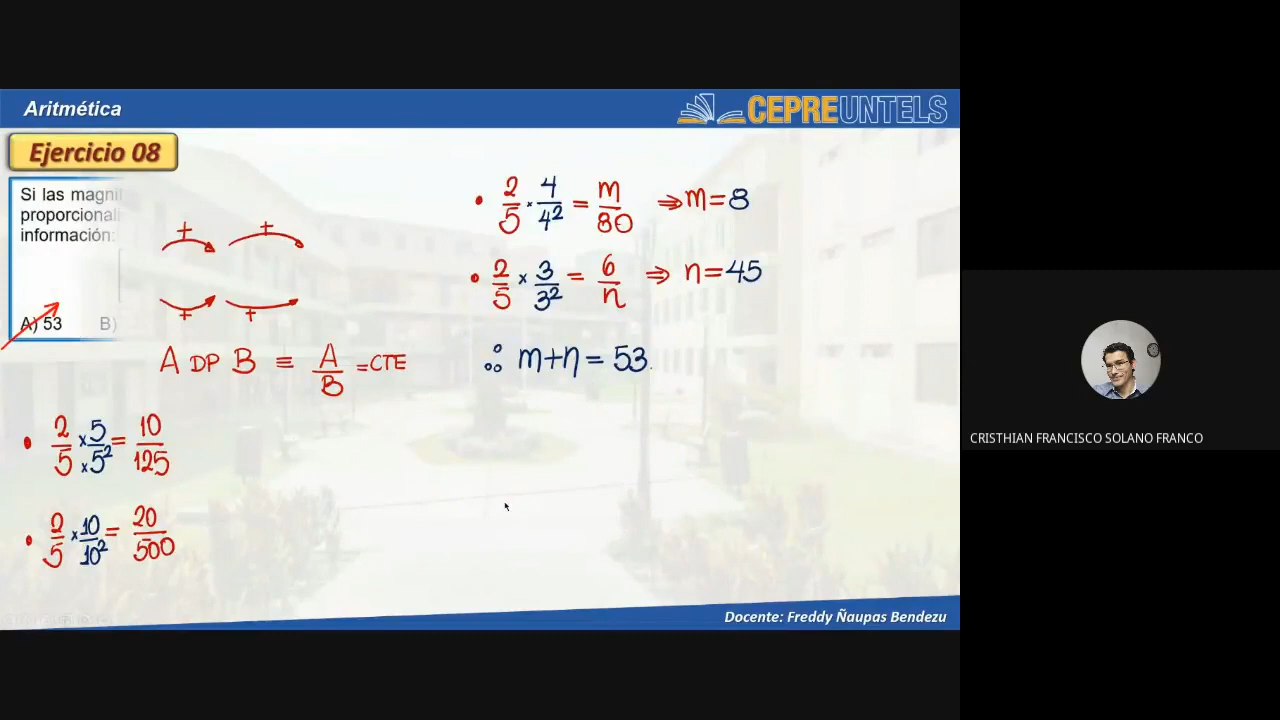 Aritmética
CEPREUNTELS
Ejercicio 08
Si las magni
proporcionali
información:
A) 53 B)
+ +
+ +
A DP B ≡ A/B = CTE
• 2/5 × 5/×5² = 10/125
• 2/5 × 10/10² = 20/500
• 2/5 · 4/4² = m/80 ⇒ m = 8
• 2/5 × 3/3² = 6/n ⇒ n = 45
∴ m+n = 53
Docente: Freddy Ñaupas Bendezu
CRISTHIAN FRANCISCO SOLANO FRANCO